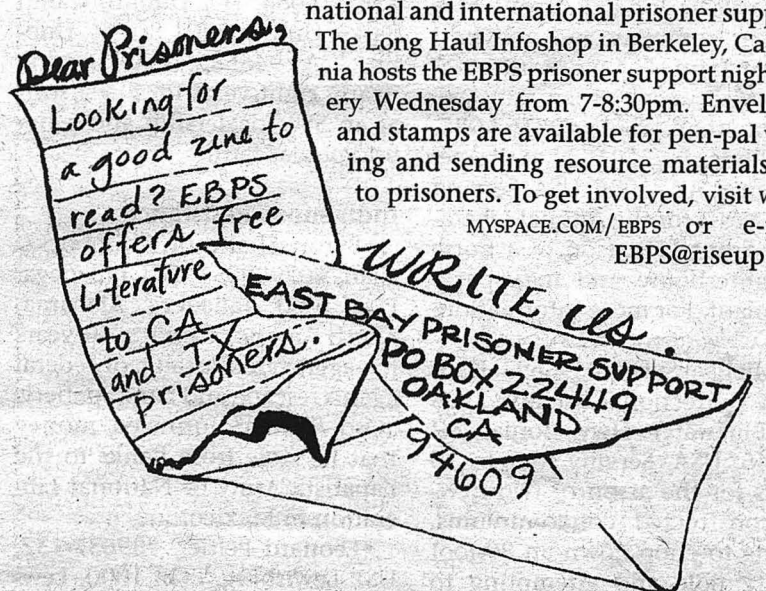 national and international prisoner supp
The Long Haul Infoshop in Berkeley, Ca
nia hosts the EBPS prisoner support nigh
ery Wednesday from 7-8:30pm. Envel
and stamps are available for pen-pal
ing and sending resource materials
to prisoners. To get involved, visit w
MYSPACE.COM/EBPS or e-
EBPS@riseup
Dear Prisoners,
Looking for
a good zine to
read? EBPS
offers free
Literature
to CA
and TX
prisoners.
WRITE us.
EAST BAY PRISONER SUPPORT
PO BOX 22449
OAKLAND
CA
94609